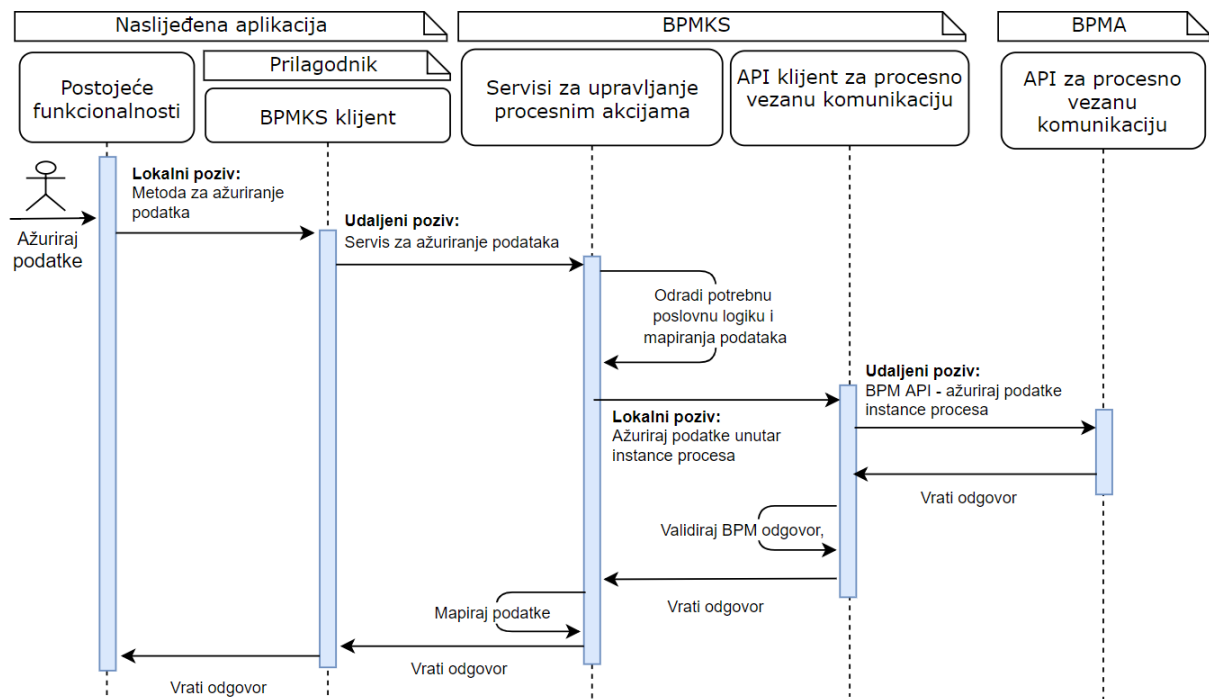 Naslijeđena aplikacija
BPMKS
BPMA
Postojeće
funkcionalnosti
Prilagodnik
BPMKS klijent
Servisi za upravljanje
procesnim akcijama
API klijent za procesno
vezanu komunikaciju
API za procesno
vezanu
komunikaciju
Ažuriraj
podatke
Lokalni poziv:
Metoda za ažuriranje
podatka
Udaljeni poziv:
Servis za ažuriranje podataka
Odradi potrebnu
poslovnu logiku i
mapiranja podataka
Lokalni poziv:
Ažuriraj podatke unutar
instance procesa
Udaljeni poziv:
BPM API - ažuriraj podatke
instance procesa
Vrati odgovor
Validiraj BPM odgovor,
Vrati odgovor
Mapiraj podatke
Vrati odgovor
Vrati odgovor